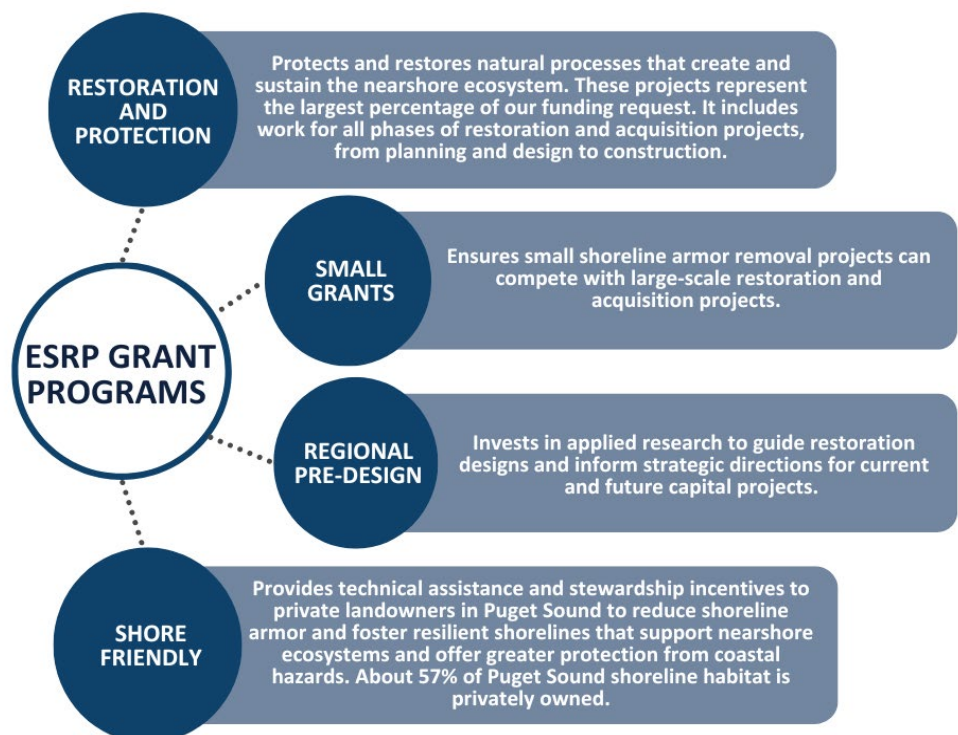 RESTORATION
AND
PROTECTION
Protects and restores natural processes that create and
sustain the nearshore ecosystem. These projects represent
the largest percentage of our funding request. It includes
work for all phases of restoration and acquisition projects,
from planning and design to construction.
SMALL
GRANTS
Ensures small shoreline armor removal projects can
compete with large-scale restoration and
acquisition projects.
ESRP GRANT
PROGRAMS
REGIONAL
PRE-DESIGN
Invests in applied research to guide restoration
designs and inform strategic directions for current
and future capital projects.
SHORE
FRIENDLY
Provides technical assistance and stewardship incentives to
private landowners in Puget Sound to reduce shoreline
armor and foster resilient shorelines that support nearshore
ecosystems and offer greater protection from coastal
hazards. About 57% of Puget Sound shoreline habitat is
privately owned.